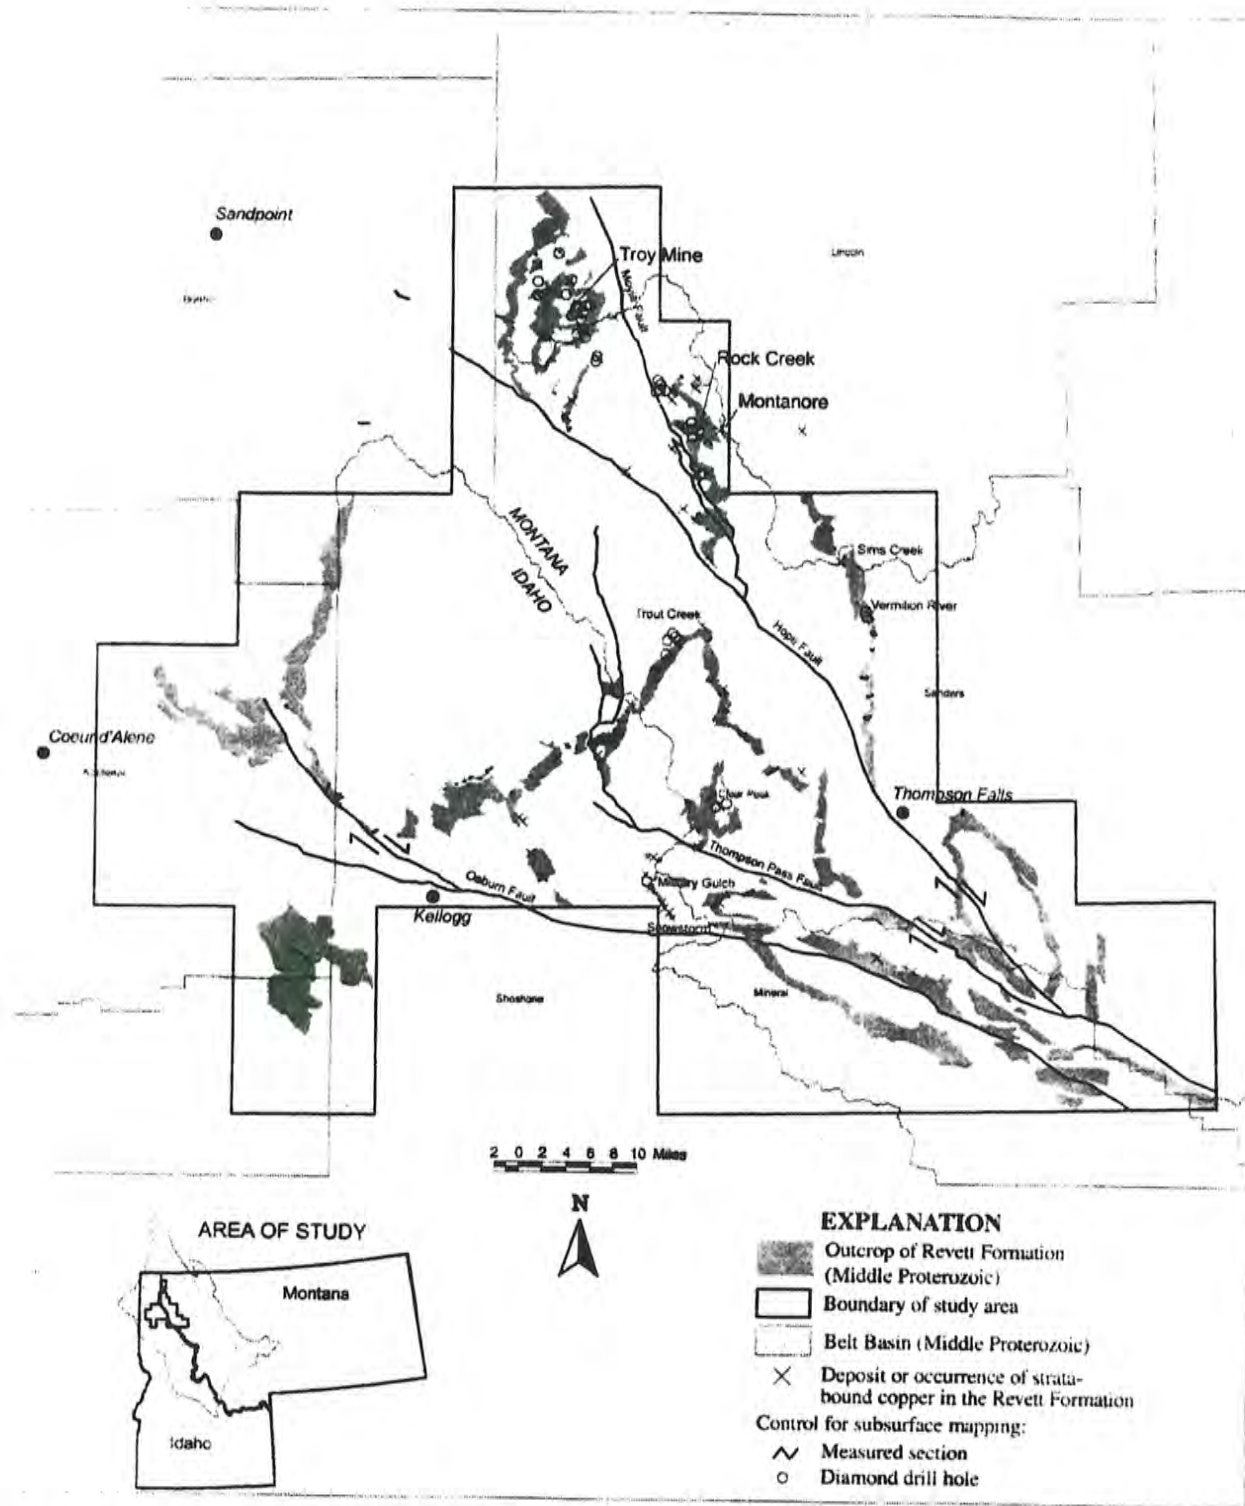 Sandpoint
Troy Mine
Lincoln
Moyie Fault
Rock Creek
Montanore
MONTANA
IDAHO
Sims Creek
Trout Creek
Vermilion River
Hope Fault
Sanders
Coeur d'Alene
Thompson Falls
Thompson Pass Fault
Osburn Fault
Military Gulch
Kellogg
Snowstorm
Shoshone
Mineral
2 0 2 4 6 8 10 Miles
N
AREA OF STUDY
Montana
Idaho
EXPLANATION
Outcrop of Revett Formation
(Middle Proterozoic)
Boundary of study area
Belt Basin (Middle Proterozoic)
Deposit or occurrence of strata-
bound copper in the Revett Formation
Control for subsurface mapping:
Measured section
Diamond drill hole